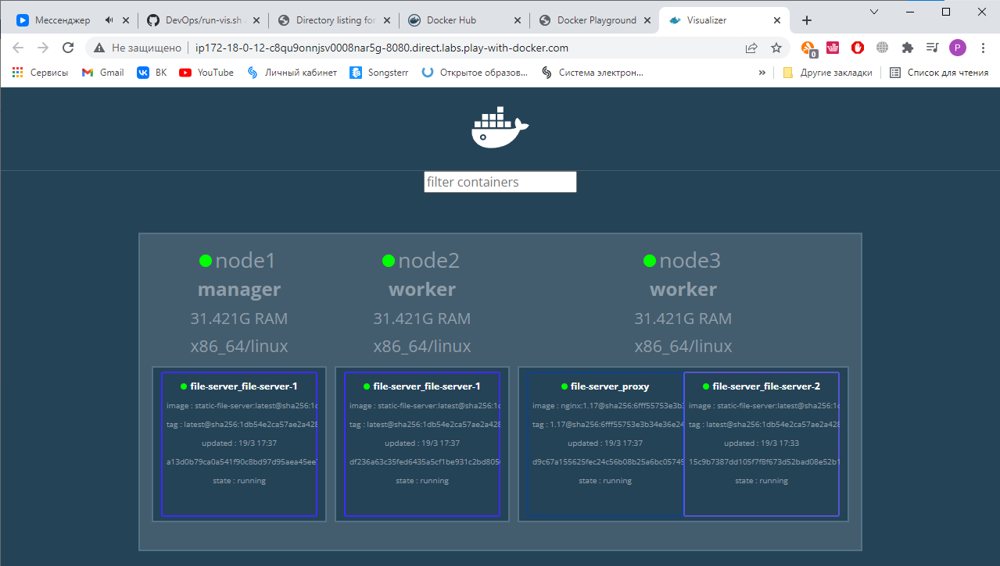 Мессенджер
DevOps/run-vis.sh a
Directory listing for
Docker Hub
Docker Playground
Visualizer
Не защищено
ip172-18-0-12-c8qu9onnjsv0008nar5g-8080.direct.labs.play-with-docker.com
0
P
Сервисы
Gmail
ВК
YouTube
Личный кабинет
Songsterr
Открытое образов...
Система электрон...
»
Другие закладки
Список для чтения
filter containers
node1
manager
31.421G RAM
x86_64/linux
file-server_file-server-1
image : static-file-server:latest@sha256:1d
tag : latest@sha256:1db54e2ca57ae2a428
updated : 19/3 17:37
a13d0b79ca0a541f90c8bd97d95aea45ee
state : running
node2
worker
31.421G RAM
x86_64/linux
file-server_file-server-1
image : static-file-server:latest@sha256:1d
tag : latest@sha256:1db54e2ca57ae2a428
updated : 19/3 17:37
df236a63c35fed6435a5cf1be931c2bd805
state : running
node3
worker
31.421G RAM
x86_64/linux
file-server_proxy
image : nginx:1.17@sha256:6fff55753e3b3
tag : 1.17@sha256:6fff55753e3b34e36e24
updated : 19/3 17:37
d9c67a155625fec24c56b08b25a6bc05749
state : running
file-server_file-server-2
image : static-file-server:latest@sha256:1d
tag : latest@sha256:1db54e2ca57ae2a428
updated : 19/3 17:33
15c9b7387dd105f7f8f673d52bad08e52b1
state : running